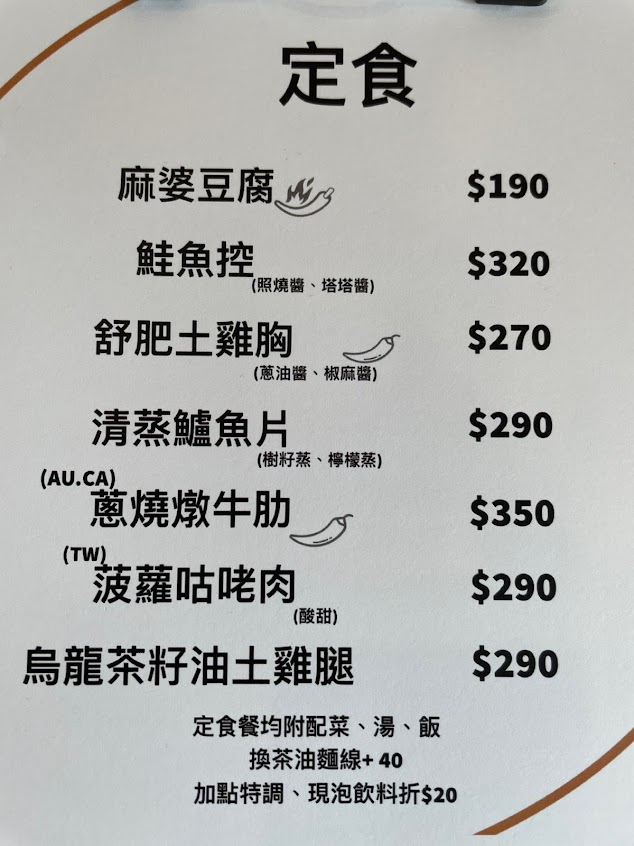 定食
麻婆豆腐 $190
鮭魚控 $320
(照燒醬、塔塔醬)
舒肥土雞胸 $270
(蔥油醬、椒麻醬)
清蒸鱸魚片 $290
(樹籽蒸、檸檬蒸)
(AU.CA)
蔥燒燉牛肋 $350
(TW)
菠蘿咕咾肉 $290
(酸甜)
烏龍茶籽油土雞腿 $290
定食餐均附配菜、湯、飯
換茶油麵線+ 40
加點特調、現泡飲料折$20